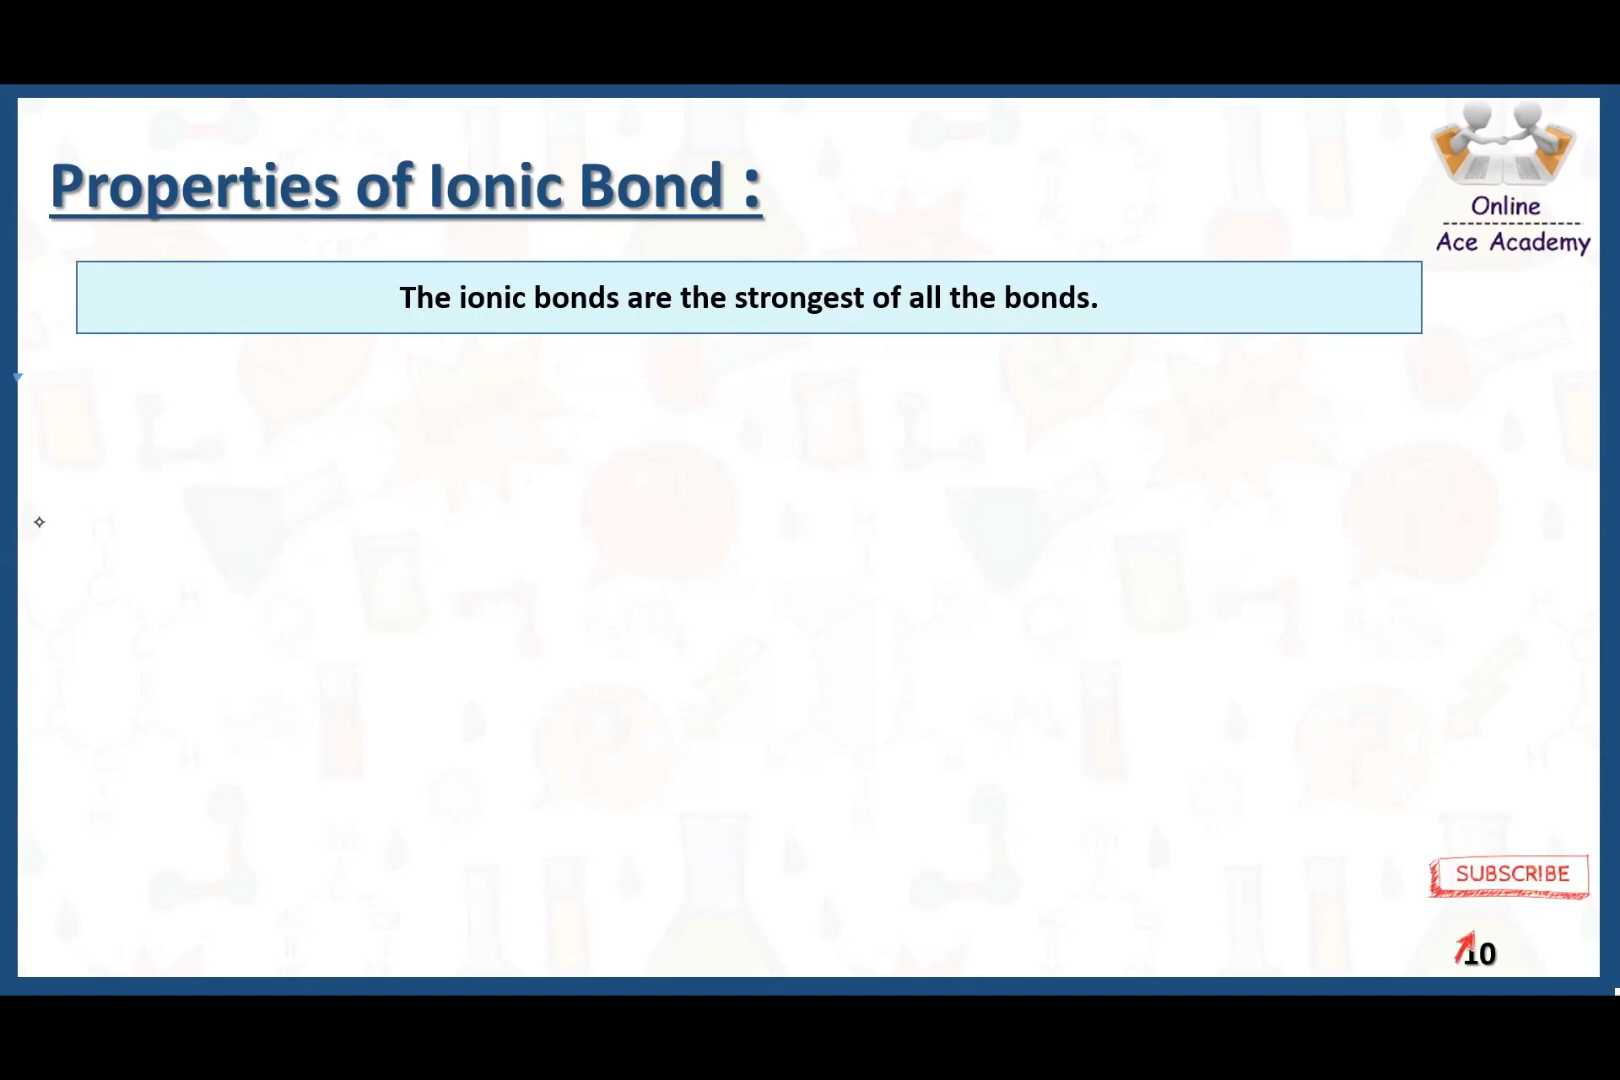 Properties of Ionic Bond :
Online
Ace Academy
The ionic bonds are the strongest of all the bonds.
SUBSCRIBE
10